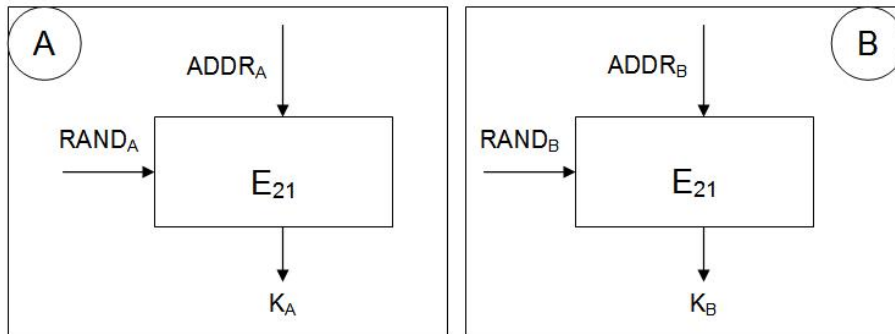 A
B
ADDR_A
ADDR_B
RAND_A
RAND_B
E_21
E_21
K_A
K_B